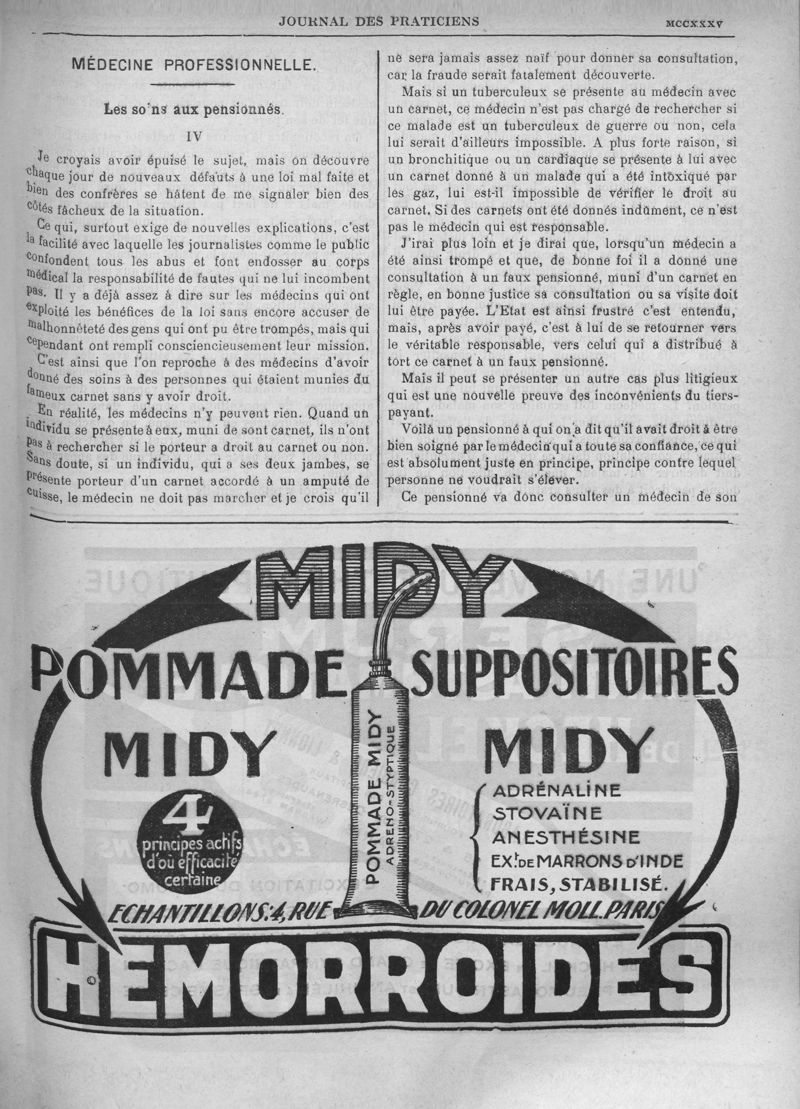 JOURNAL DES PRATICIENS
MCCXXXV
MÉDECINE PROFESSIONNELLE.
Les so'ns aux pensionnés.
IV
Je croyais avoir épuisé le sujet, mais on découvre
chaque jour de nouveaux défauts à une loi mal faite et
bien des confrères se hâtent de me signaler bien des
côtés fâcheux de la situation.
Ce qui, surtout exige de nouvelles explications, c'est
la facilité avec laquelle les journalistes comme le public
confondent tous les abus et font endosser au corps
médical la responsabilité de fautes qui ne lui incombent
pas. Il y a déjà assez à dire sur les médecins qui ont
exploité les bénéfices de la loi sans encore accuser de
malhonnêteté des gens qui ont pu être trompés, mais qui
cependant ont rempli consciencieusement leur mission.
C'est ainsi que l'on reproche à des médecins d'avoir
donné des soins à des personnes qui étaient munies du
fameux carnet sans y avoir droit.
En réalité, les médecins n'y peuvent rien. Quand un
individu se présente à eux, muni de sont carnet, ils n'ont
pas à rechercher si le porteur a droit au carnet ou non.
Sans doute, si un individu, qui a ses deux jambes, se
présente porteur d'un carnet accordé à un amputé de
cuisse, le médecin ne doit pas marcher et je crois qu'il
ne sera jamais assez naïf pour donner sa consultation,
car la fraude serait fatalement découverte.
Mais si un tuberculeux se présente au médecin avec
un carnet, ce médecin n'est pas chargé de rechercher si
ce malade est un tuberculeux de guerre ou non, cela
lui serait d'ailleurs impossible. A plus forte raison, si
un bronchitique ou un cardiaque se présente à lui avec
un carnet donné à un malade qui a été intoxiqué par
les gaz, lui est-il impossible de vérifier le droit au
carnet. Si des carnets ont été donnés indûment, ce n'est
pas le médecin qui est responsable.
J'irai plus loin et je dirai que, lorsqu'un médecin a
été ainsi trompé et que, de bonne foi il a donné une
consultation à un faux pensionné, muni d'un carnet en
règle, en bonne justice sa consultation ou sa visite doit
lui être payée. L'Etat est ainsi frustré c'est entendu,
mais, après avoir payé, c'est à lui de se retourner vers
le véritable responsable, vers celui qui a distribué à
tort ce carnet à un faux pensionné.
Mais il peut se présenter un autre cas plus litigieux
qui est une nouvelle preuve des inconvénients du tiers-
payant.
Voilà un pensionné à qui on a dit qu'il avait droit à être
bien soigné par le médecin qui a toute sa confiance, ce qui
est absolument juste en principe, principe contre lequel
personne ne voudrait s'élever.
Ce pensionné va donc consulter un médecin de son
MIDY
POMMADE
MIDY
4
principes actifs
d'où efficacité
certaine
POMMADE MIDY
ADRENO-STYPTIQUE
SUPPOSITOIRES
MIDY
ADRÉNALINE
STOVAÏNE
ANESTHÉSINE
EXt. DE MARRONS D'INDE
FRAIS, STABILISÉ.
ECHANTILLONS: 4, RUE DU COLONEL MOLL. PARIS
HEMORROIDES